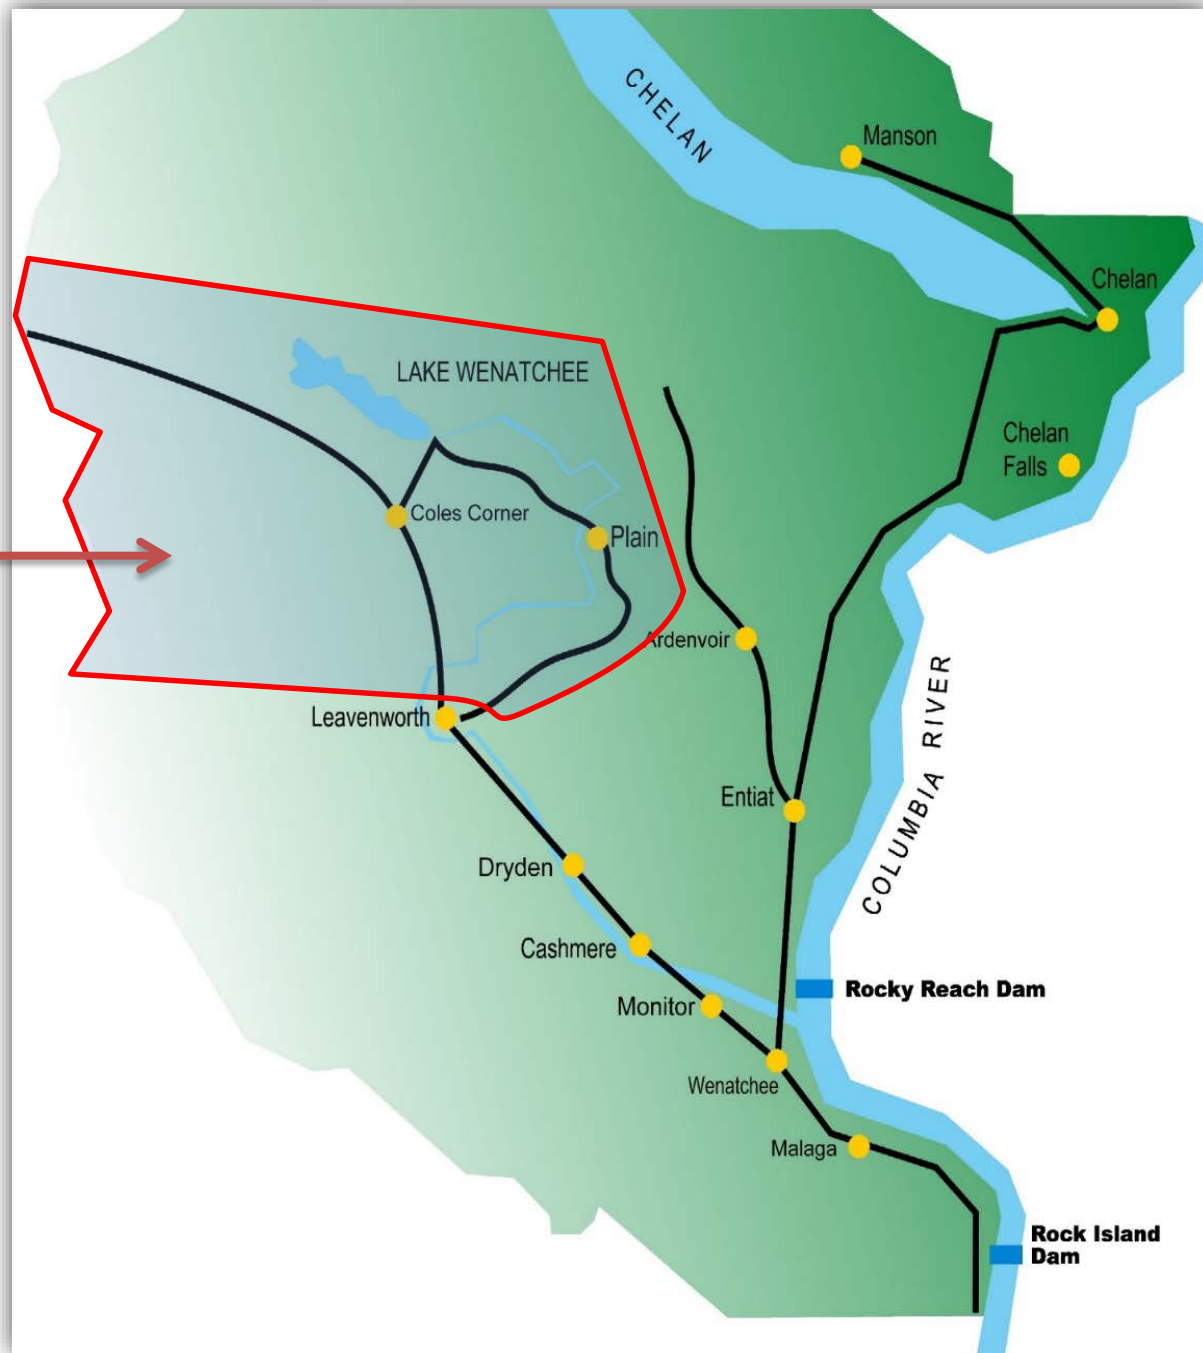 CHELAN
Manson
Chelan
LAKE WENATCHEE
Chelan
Falls
Coles Corner
Plain
Ardenvoir
COLUMBIA RIVER
Leavenworth
Entiat
Dryden
Cashmere
Rocky Reach Dam
Monitor
Wenatchee
Malaga
Rock Island
Dam